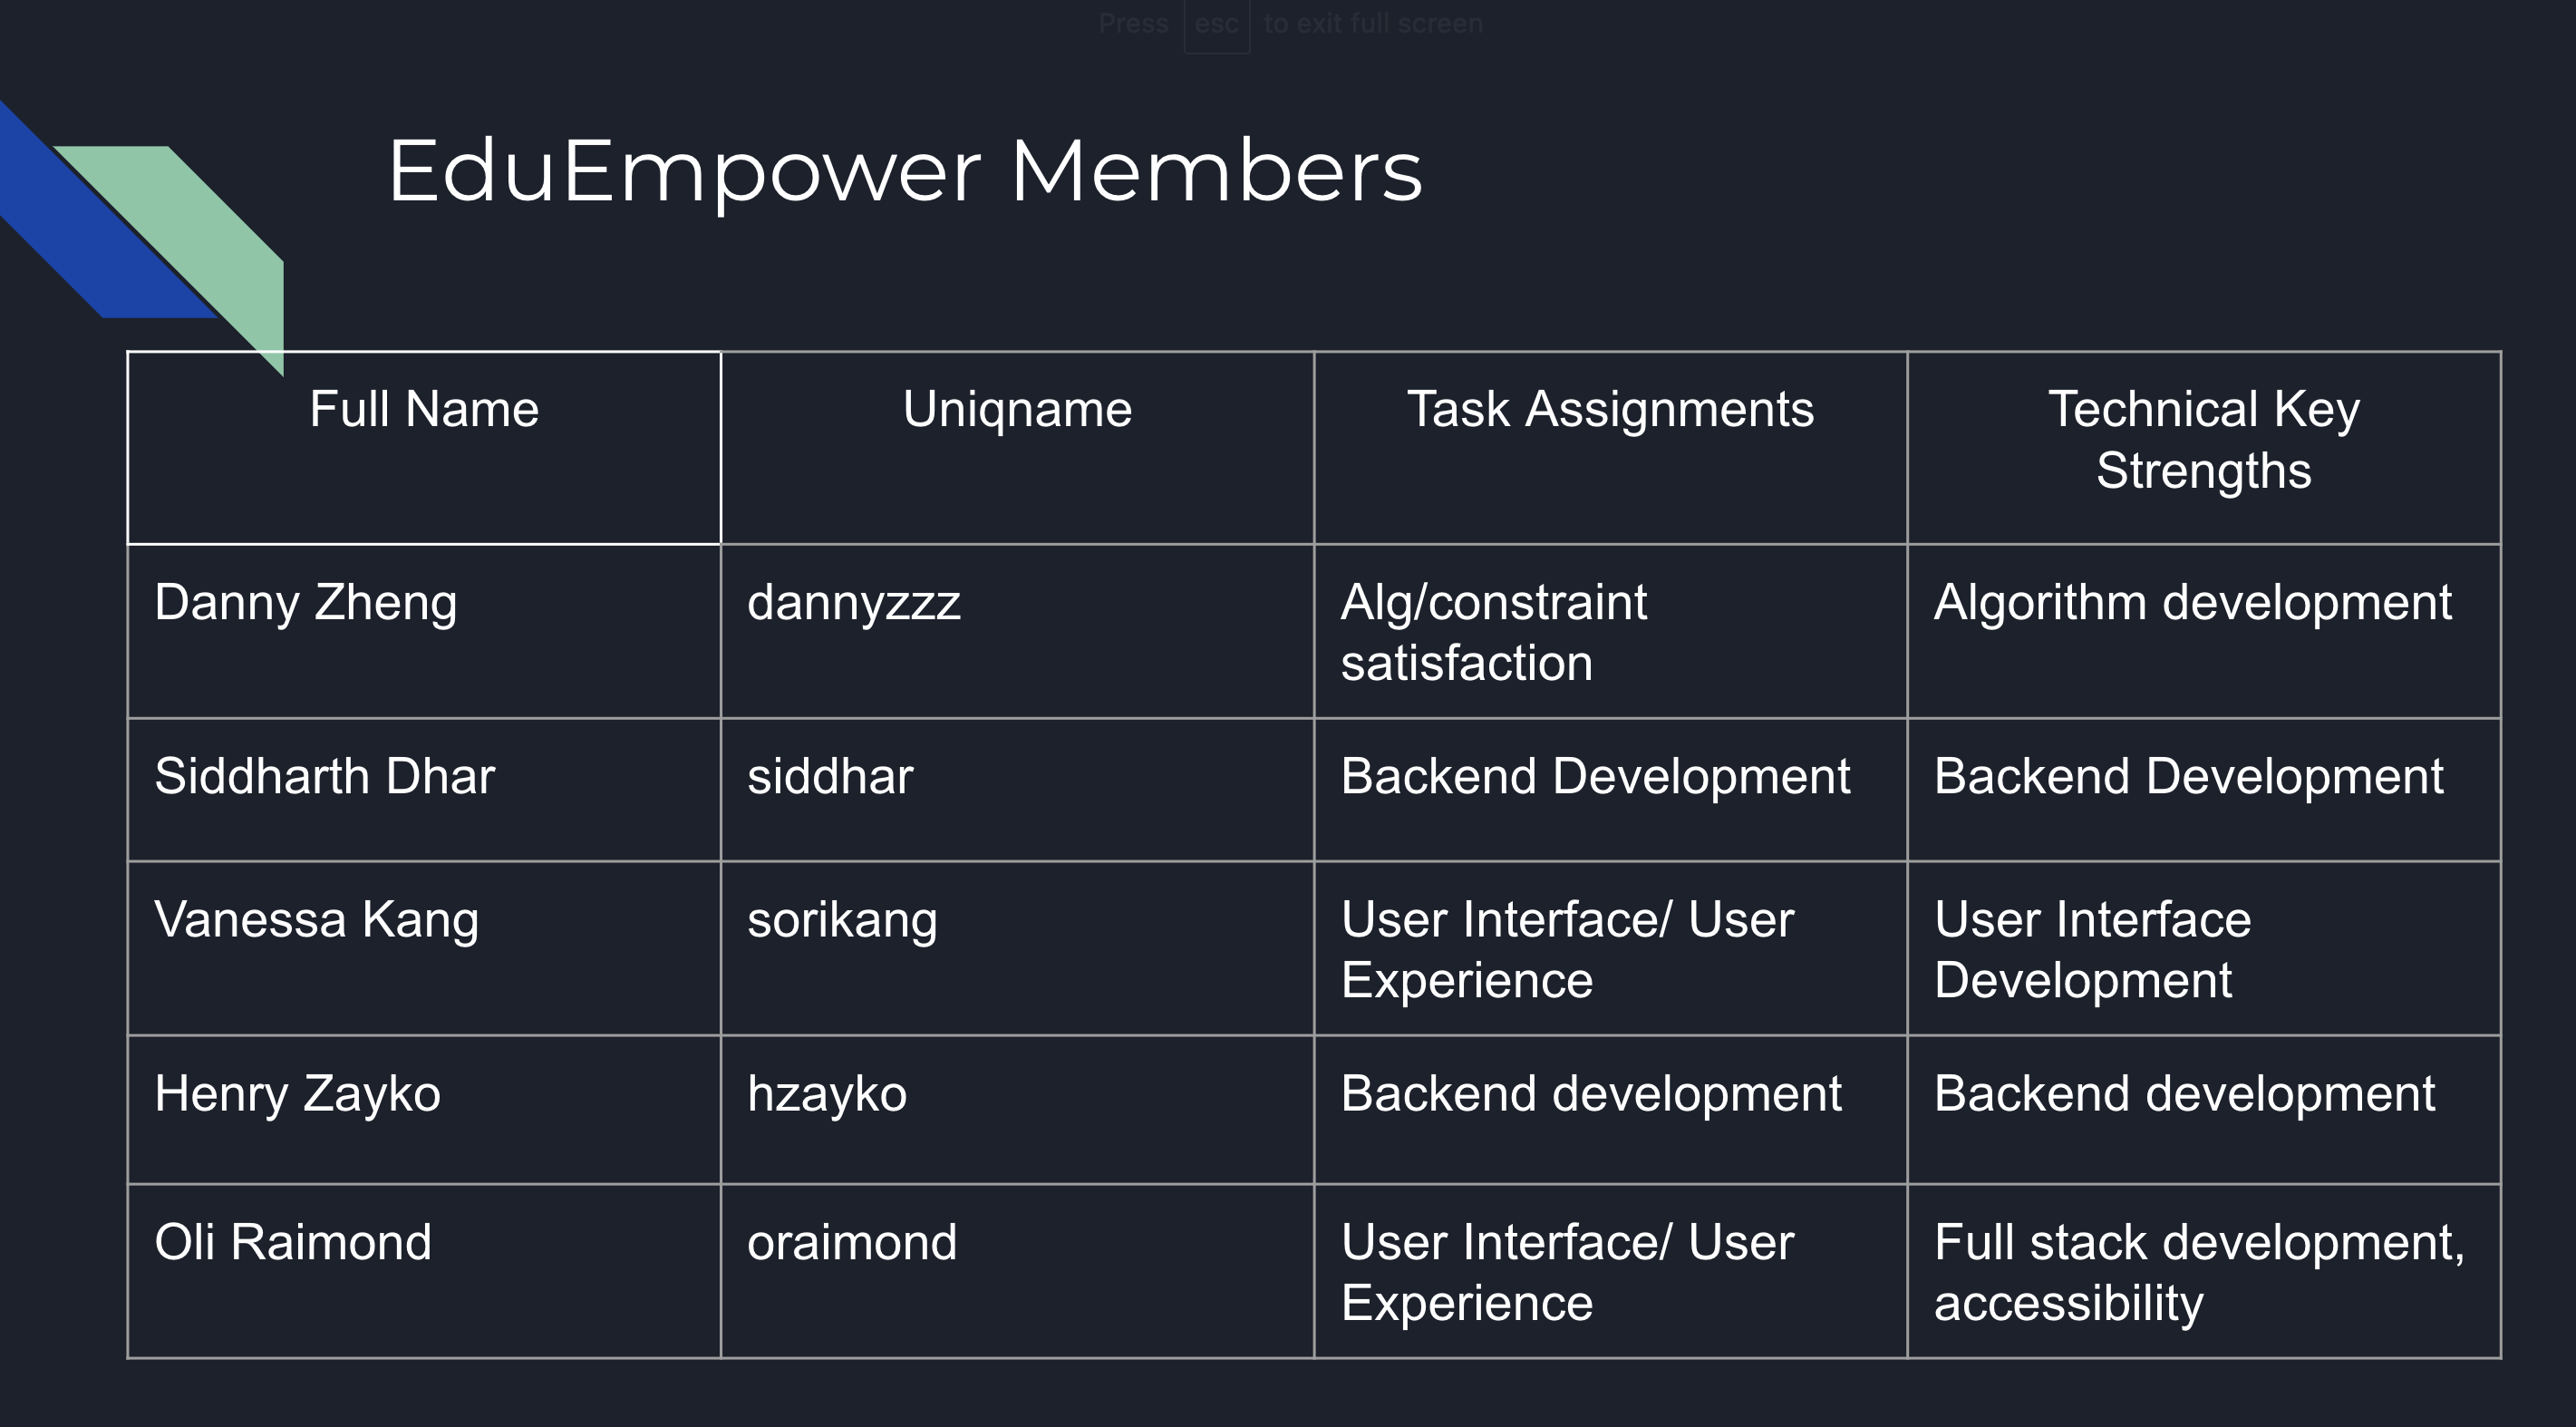 Press esc to exit full screen
EduEmpower Members
Full Name
Uniqname
Task Assignments
Technical Key
Strengths
Danny Zheng
dannyzzz
Alg/constraint
satisfaction
Algorithm development
Siddharth Dhar
siddhar
Backend Development
Backend Development
Vanessa Kang
sorikang
User Interface/ User
Experience
User Interface
Development
Henry Zayko
hzayko
Backend development
Backend development
Oli Raimond
oraimond
User Interface/ User
Experience
Full stack development,
accessibility